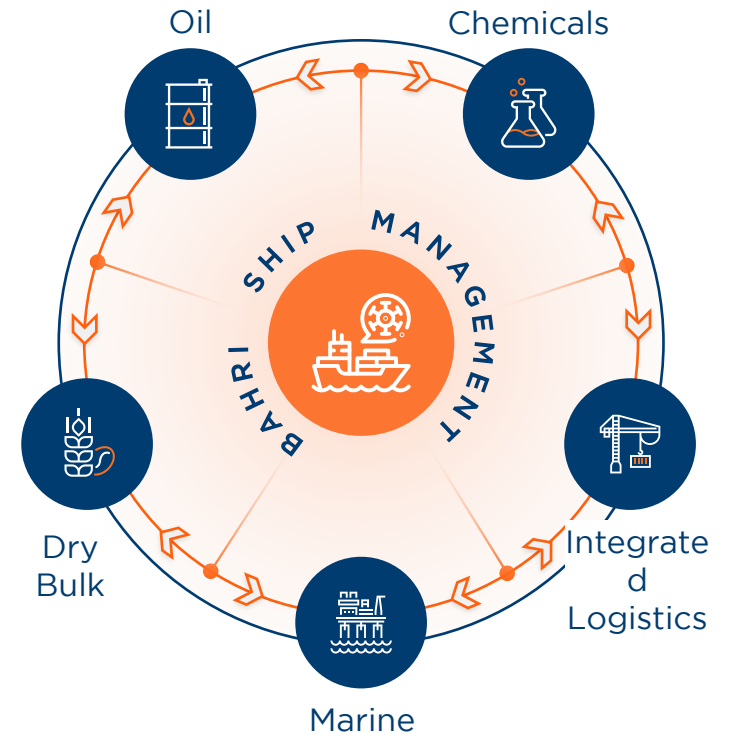 Oil
Chemicals
BAHRI SHIP MANAGEMENT
Dry
Bulk
Integrate
d
Logistics
Marine